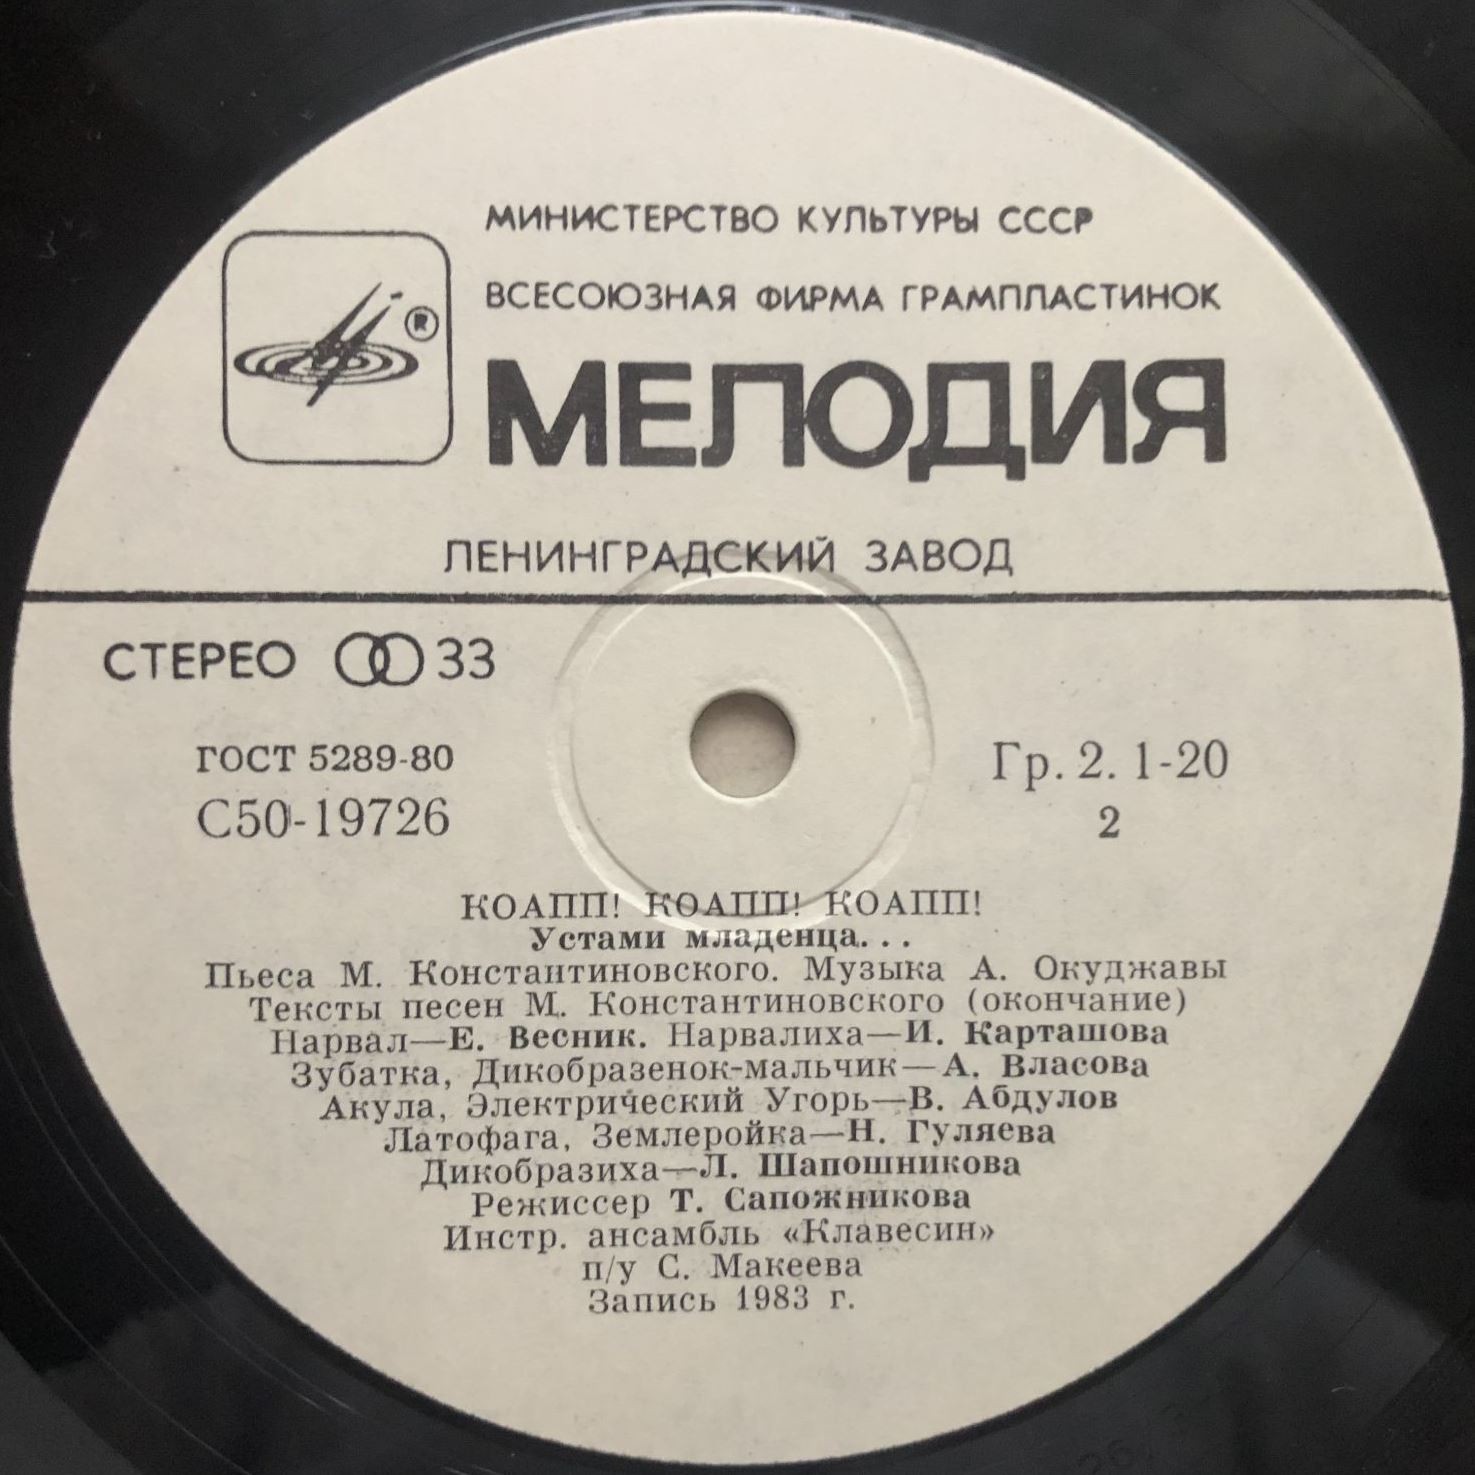 МИНИСТЕРСТВО КУЛЬТУРЫ СССР
ВСЕСОЮЗНАЯ ФИРМА ГРАМПЛАСТИНОК
®
МЕЛОДИЯ
ЛЕНИНГРАДСКИЙ ЗАВОД
СТЕРЕО 33
ГОСТ 5289-80
С50-19726
Гр. 2. 1-20
2
КОАПП! КОАПП! КОАПП!
Устами младенца...
Пьеса М. Константиновского. Музыка А. Окуджавы
Тексты песен М. Константиновского (окончание)
Нарвал—Е. Весник. Нарвалиха—И. Карташова
Зубатка, Дикобразенок-мальчик—А. Власова
Акула, Электрический Угорь—В. Абдулов
Латофага, Землеройка—Н. Гуляева
Дикобразиха—Л. Шапошникова
Режиссер Т. Сапожникова
Инстр. ансамбль «Клавесин»
п/у С. Макеева
Запись 1983 г.